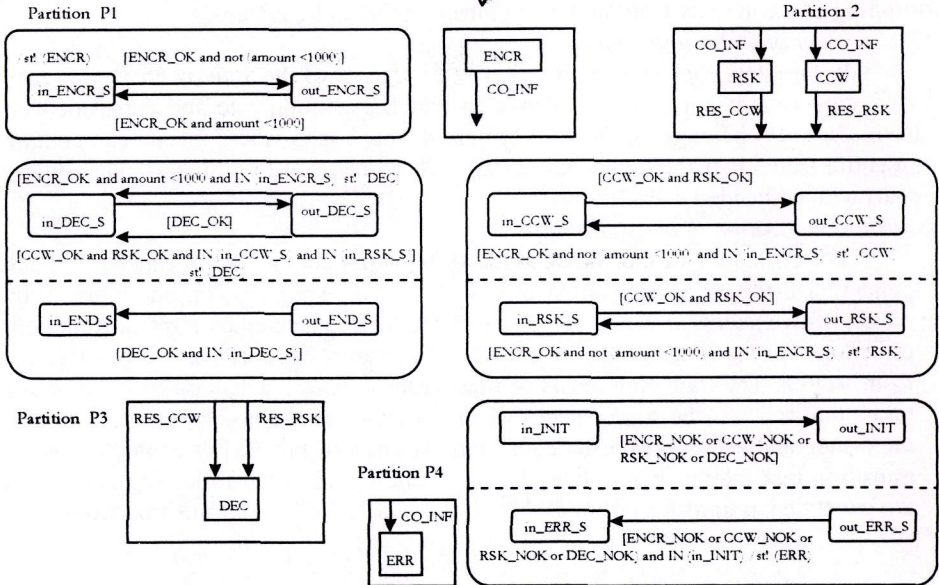 Partition P1
Partition 2
/ st! (ENCR) [ENCR_OK and not (amount <1000)]
in_ENCR_S
out_ENCR_S
[ENCR_OK and amount <1000]
ENCR
CO_INF
CO_INF
CO_INF
RSK
CCW
RES_CCW
RES_RSK
[ENCR_OK and amount <1000 and IN (in_ENCR_S) st! (DEC)
in_DEC_S
out_DEC_S
[DEC_OK]
[CCW_OK and RSK_OK and IN (in_CCW_S) and IN (in_RSK_S)]
st! (DEC)
in_END_S
out_END_S
[DEC_OK and IN (in_DEC_S)]
[CCW_OK and RSK_OK]
in_CCW_S
out_CCW_S
[ENCR_OK and not (amount <1000) and IN (in_ENCR_S) st! (CCW)
[CCW_OK and RSK_OK]
in_RSK_S
out_RSK_S
[ENCR_OK and not (amount <1000) and IN (in_ENCR_S) st! (RSK)
Partition P3
RES_CCW
RES_RSK
DEC
Partition P4
CO_INF
ERR
in_INIT
out_INIT
[ENCR_NOK or CCW_NOK or
RSK_NOK or DEC_NOK]
in_ERR_S
out_ERR_S
[ENCR_NOK or CCW_NOK or
RSK_NOK or DEC_NOK) and IN (in_INIT) / st! (ERR)